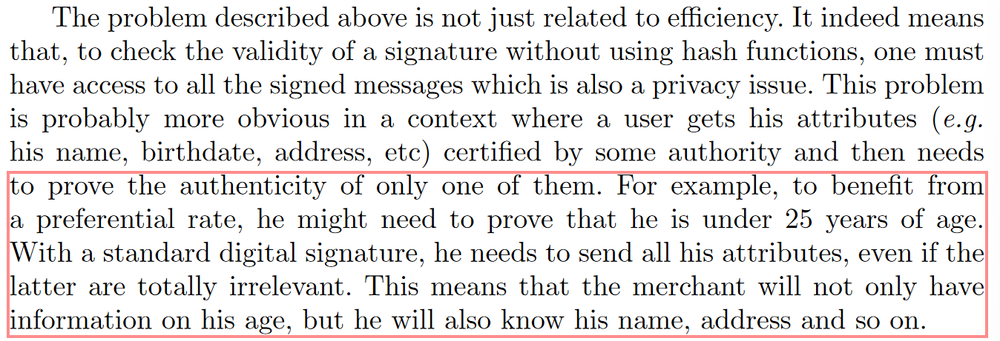 The problem described above is not just related to efficiency. It indeed means
that, to check the validity of a signature without using hash functions, one must
have access to all the signed messages which is also a privacy issue. This problem
is probably more obvious in a context where a user gets his attributes (e.g.
his name, birthdate, address, etc) certified by some authority and then needs
to prove the authenticity of only one of them. For example, to benefit from
a preferential rate, he might need to prove that he is under 25 years of age.
With a standard digital signature, he needs to send all his attributes, even if the
latter are totally irrelevant. This means that the merchant will not only have
information on his age, but he will also know his name, address and so on.